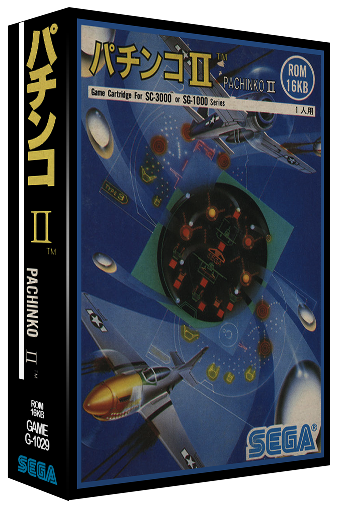 パチンコ
II
TM
PACHINKO II
ROM
16KB
GAME
G-1029
SEGA
パチンコII TM
PACHINKO II
ROM
16KB
Game Cartridge For SC-3000 or SG-1000 Series
1人用
SEGA®